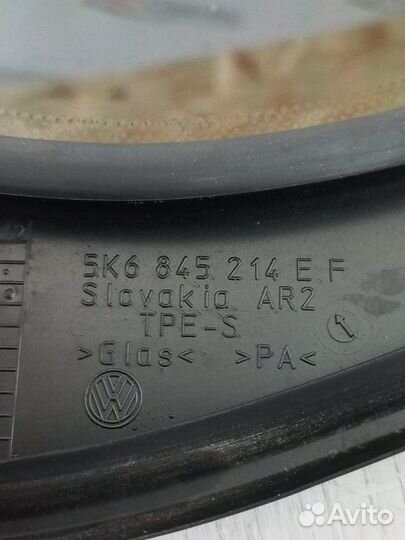 5K6 845 214 E F
Slovakia AR2
TPE-S
>Glas< >PA<
Avito